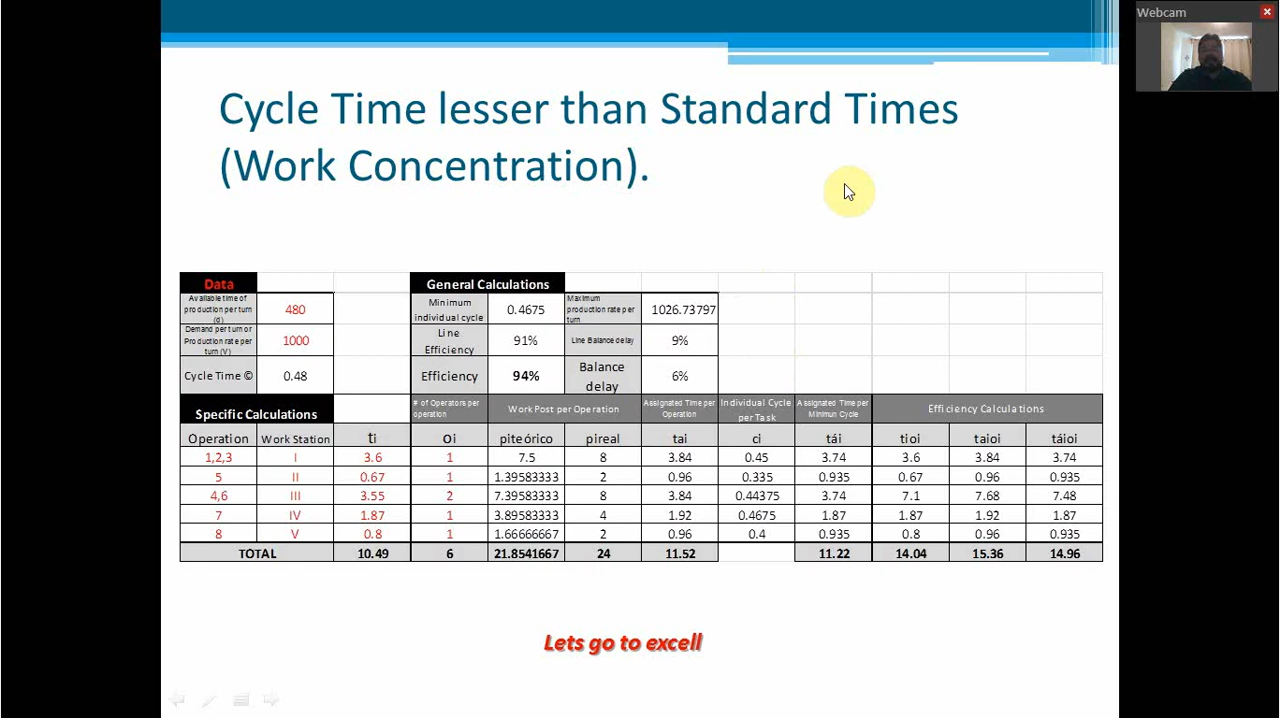 Webcam
Cycle Time lesser than Standard Times
(Work Concentration).
Data
General Calculations
Available time of
production per turn
(d)
480
Minimum
individual cycle
0.4675
Maximum
production rate per
turn
1026.73797
Demand per turn or
Production rate per
turn (V)
1000
Line
Efficiency
91%
Line Balance delay
9%
Cycle Time ©
0.48
Efficiency
94%
Balance
delay
6%
Specific Calculations
# of Operators per
operation
Work Post per Operation
Assignated Time per
Operation
Individual Cycle
per Task
Assignated Time per
Minimun Cycle
Efficiency Calculations
Operation Work Station ti oi piteórico pireal tai ci tái tioi taioi táioi
1,2,3 I 3.6 1 7.5 8 3.84 0.45 3.74 3.6 3.84 3.74
5 II 0.67 1 1.39583333 2 0.96 0.335 0.935 0.67 0.96 0.935
4,6 III 3.55 2 7.39583333 8 3.84 0.44375 3.74 7.1 7.68 7.48
7 IV 1.87 1 3.89583333 4 1.92 0.4675 1.87 1.87 1.92 1.87
8 V 0.8 1 1.66666667 2 0.96 0.4 0.935 0.8 0.96 0.935
TOTAL 10.49 6 21.8541667 24 11.52 11.22 14.04 15.36 14.96
Lets go to excell